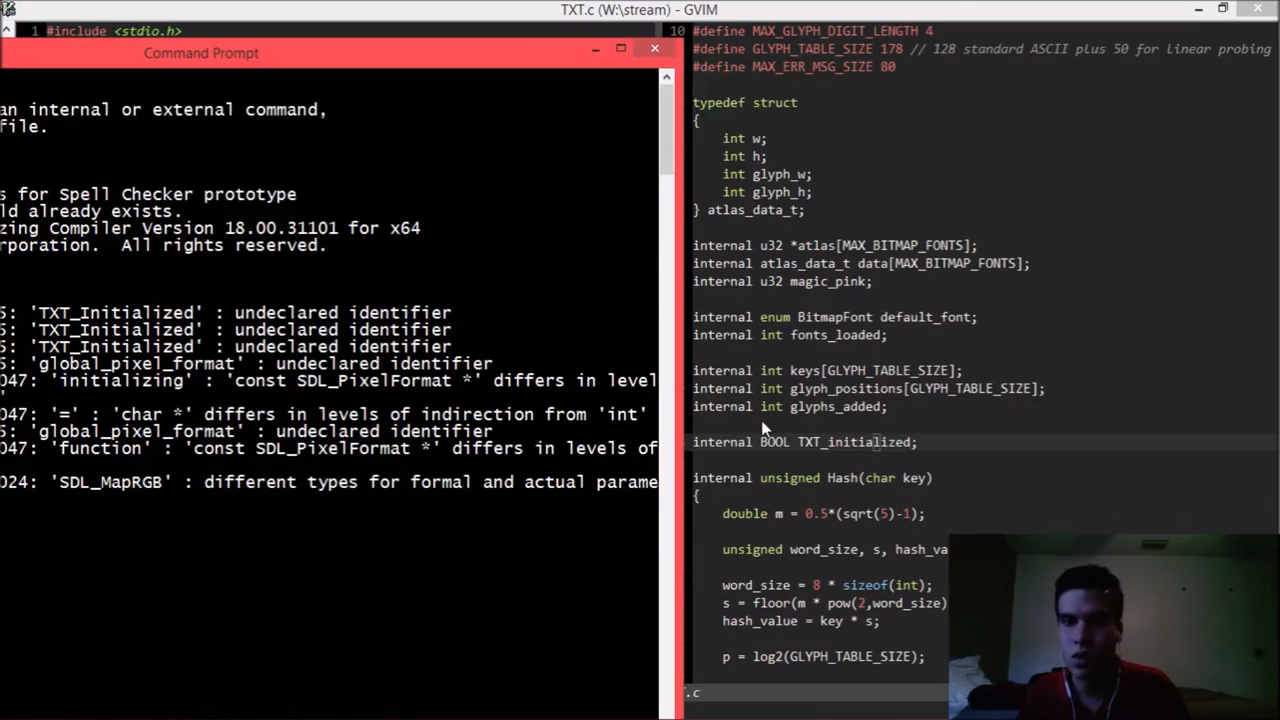 TXT.c (W:\stream) - GVIM
1 #include <stdio.h>
Command Prompt
an internal or external command,
file.
s for Spell Checker prototype
ld already exists.
zing Compiler Version 18.00.31101 for x64
rporation. All rights reserved.
5: 'TXT_Initialized' : undeclared identifier
5: 'TXT_Initialized' : undeclared identifier
5: 'TXT_Initialized' : undeclared identifier
5: 'global_pixel_format' : undeclared identifier
047: 'initializing' : 'const SDL_PixelFormat *' differs in level
'
047: '=' : 'char *' differs in levels of indirection from 'int'
5: 'global_pixel_format' : undeclared identifier
047: 'function' : 'const SDL_PixelFormat *' differs in levels of
024: 'SDL_MapRGB' : different types for formal and actual parame
10 #define MAX_GLYPH_DIGIT_LENGTH 4
#define GLYPH_TABLE_SIZE 178 // 128 standard ASCII plus 50 for linear probing
#define MAX_ERR_MSG_SIZE 80
typedef struct
{
int w;
int h;
int glyph_w;
int glyph_h;
} atlas_data_t;
internal u32 *atlas[MAX_BITMAP_FONTS];
internal atlas_data_t data[MAX_BITMAP_FONTS];
internal u32 magic_pink;
internal enum BitmapFont default_font;
internal int fonts_loaded;
internal int keys[GLYPH_TABLE_SIZE];
internal int glyph_positions[GLYPH_TABLE_SIZE];
internal int glyphs_added;
internal BOOL TXT_initialized;
internal unsigned Hash(char key)
{
double m = 0.5*(sqrt(5)-1);
unsigned word_size, s, hash_va
word_size = 8 * sizeof(int);
s = floor(m * pow(2,word_size)
hash_value = key * s;
p = log2(GLYPH_TABLE_SIZE);
.c